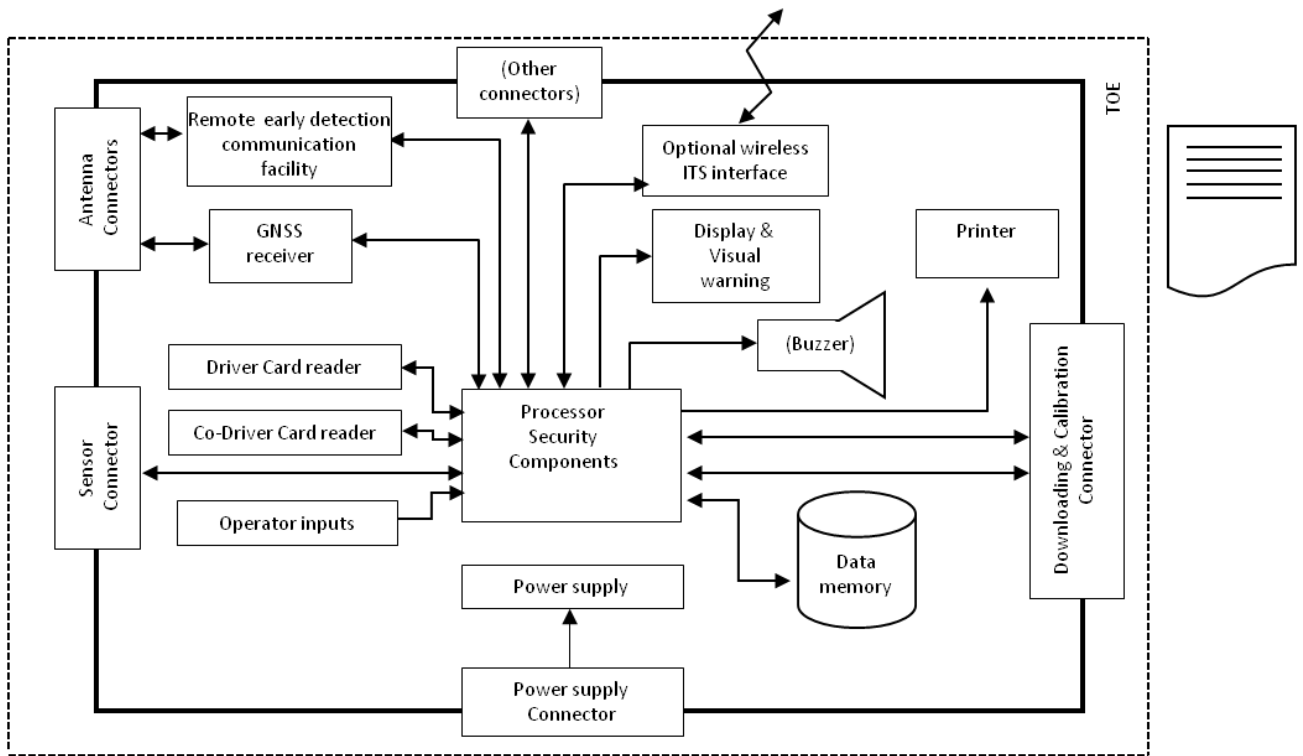 (Other
connectors)
TOE
Antenna
Connectors
Remote early detection
communication
facility
Optional wireless
ITS interface
GNSS
receiver
Display &
Visual
warning
Printer
(Buzzer)
Driver Card reader
Co-Driver Card reader
Sensor
Connector
Operator inputs
Processor
Security
Components
Downloading & Calibration
Connector
Data
memory
Power supply
Power supply
Connector